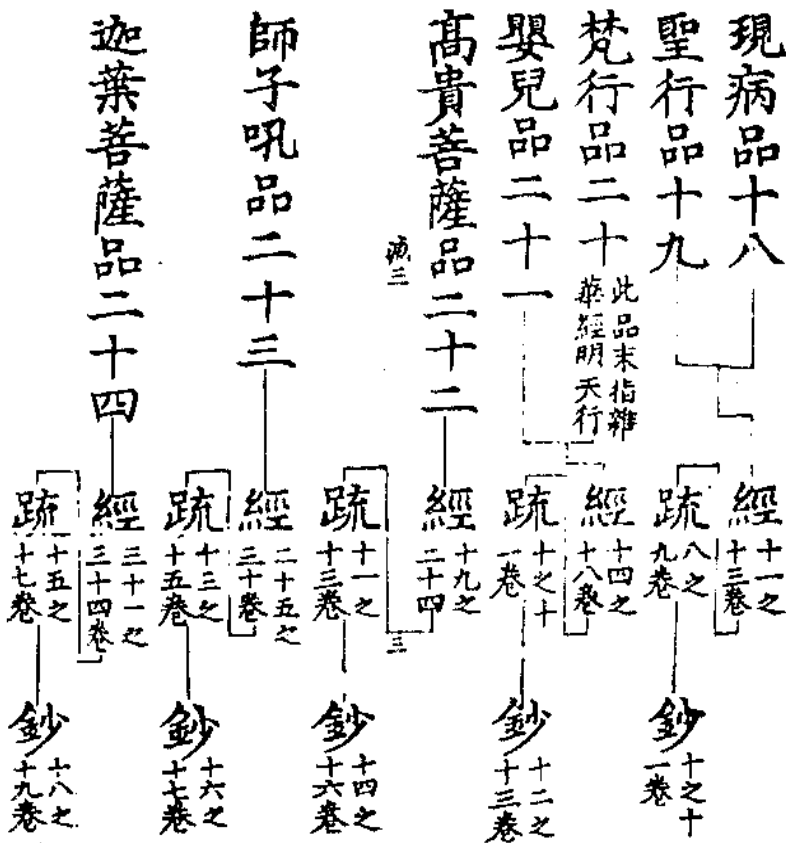 現病品十八
聖行品十九
梵行品二十
此品末指雜
華經明天行
嬰兒品二十一
高貴菩薩品二十二
師子吼品二十三
迦葉菩薩品二十四
經
十一之
十三卷
䟽
八之
九卷
鈔
十之十
一卷
經
十四之
十八卷
䟽
十之十
一卷
鈔
十二之
十三卷
經
十九之
二十四
䟽
十一之
十三卷
鈔
十四之
十六卷
三
經
二十五之
三十卷
䟽
十三之
十五卷
鈔
十六之
十七卷
經
三十一之
三十四卷
䟽
十五之
十七卷
鈔
十八之
十九卷